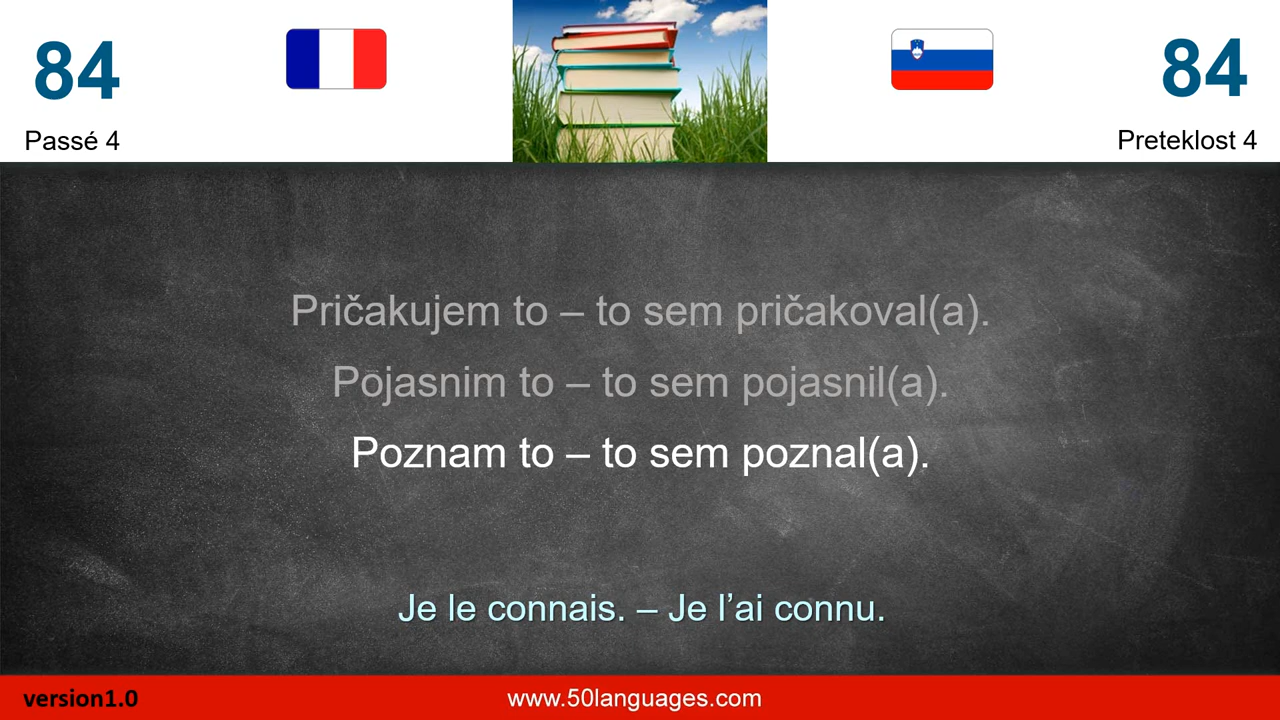 84
84
Passé 4
Preteklost 4
Pričakujem to – to sem pričakoval(a).
Pojasnim to – to sem pojasnil(a).
Poznam to – to sem poznal(a).
Je le connais. – Je l’ai connu.
version1.0
www.50languages.com